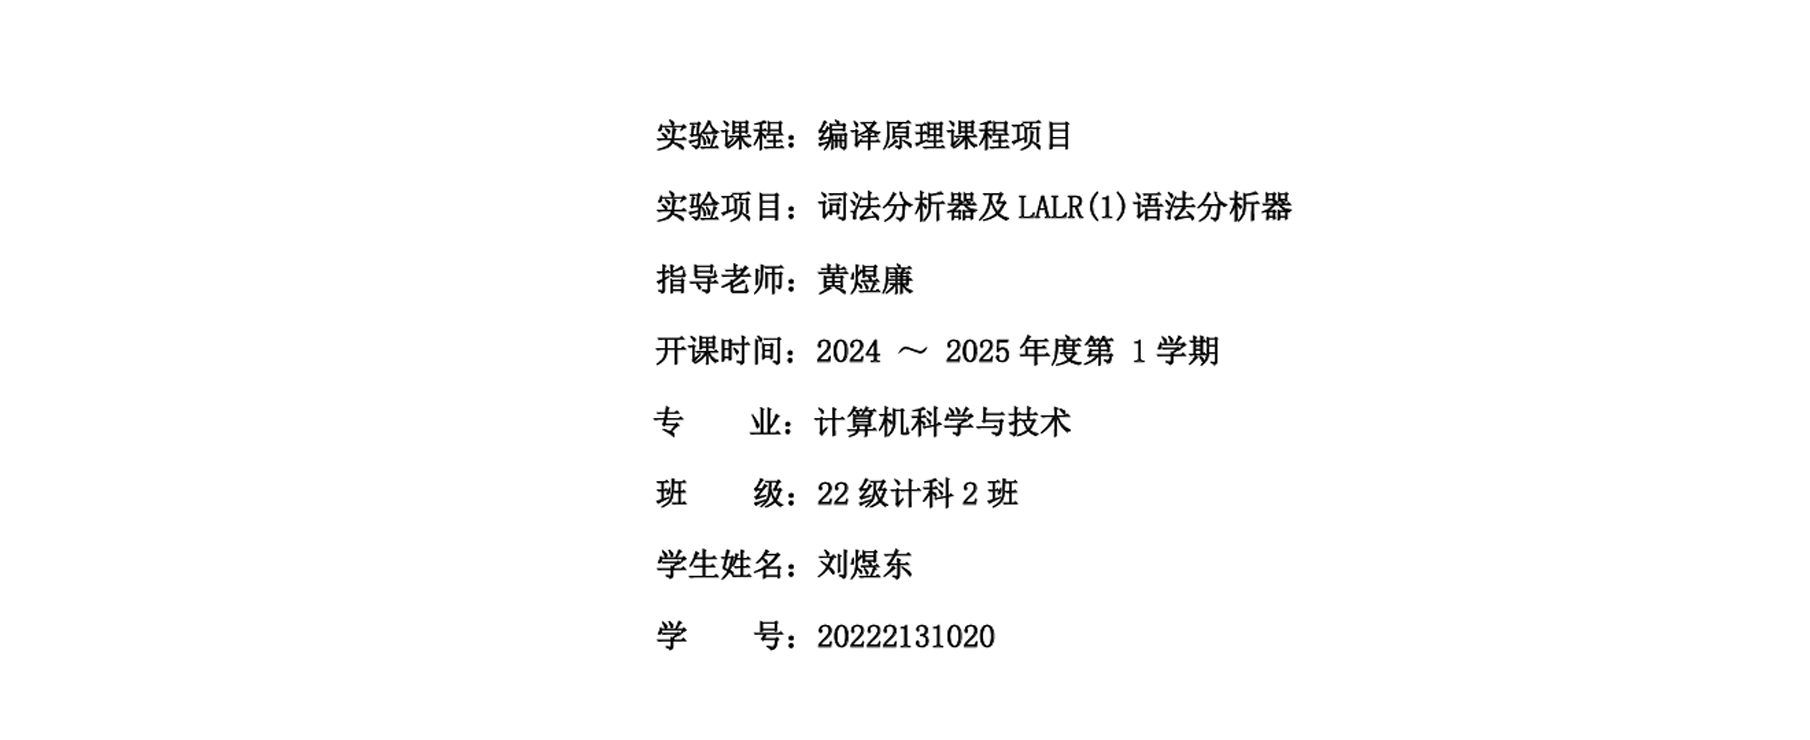 实验课程：编译原理课程项目
实验项目：词法分析器及 LALR(1)语法分析器
指导老师：黄煜廉
开课时间：2024 ～ 2025 年度第 1 学期
专 业：计算机科学与技术
班 级：22 级计科 2 班
学生姓名：刘煜东
学 号：20222131020